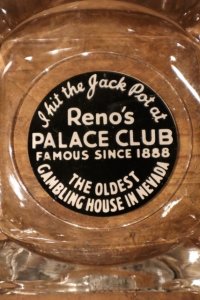 I hit the Jack Pot at
Reno's
PALACE CLUB
FAMOUS SINCE 1888
THE OLDEST
GAMBLING HOUSE IN NEVADA